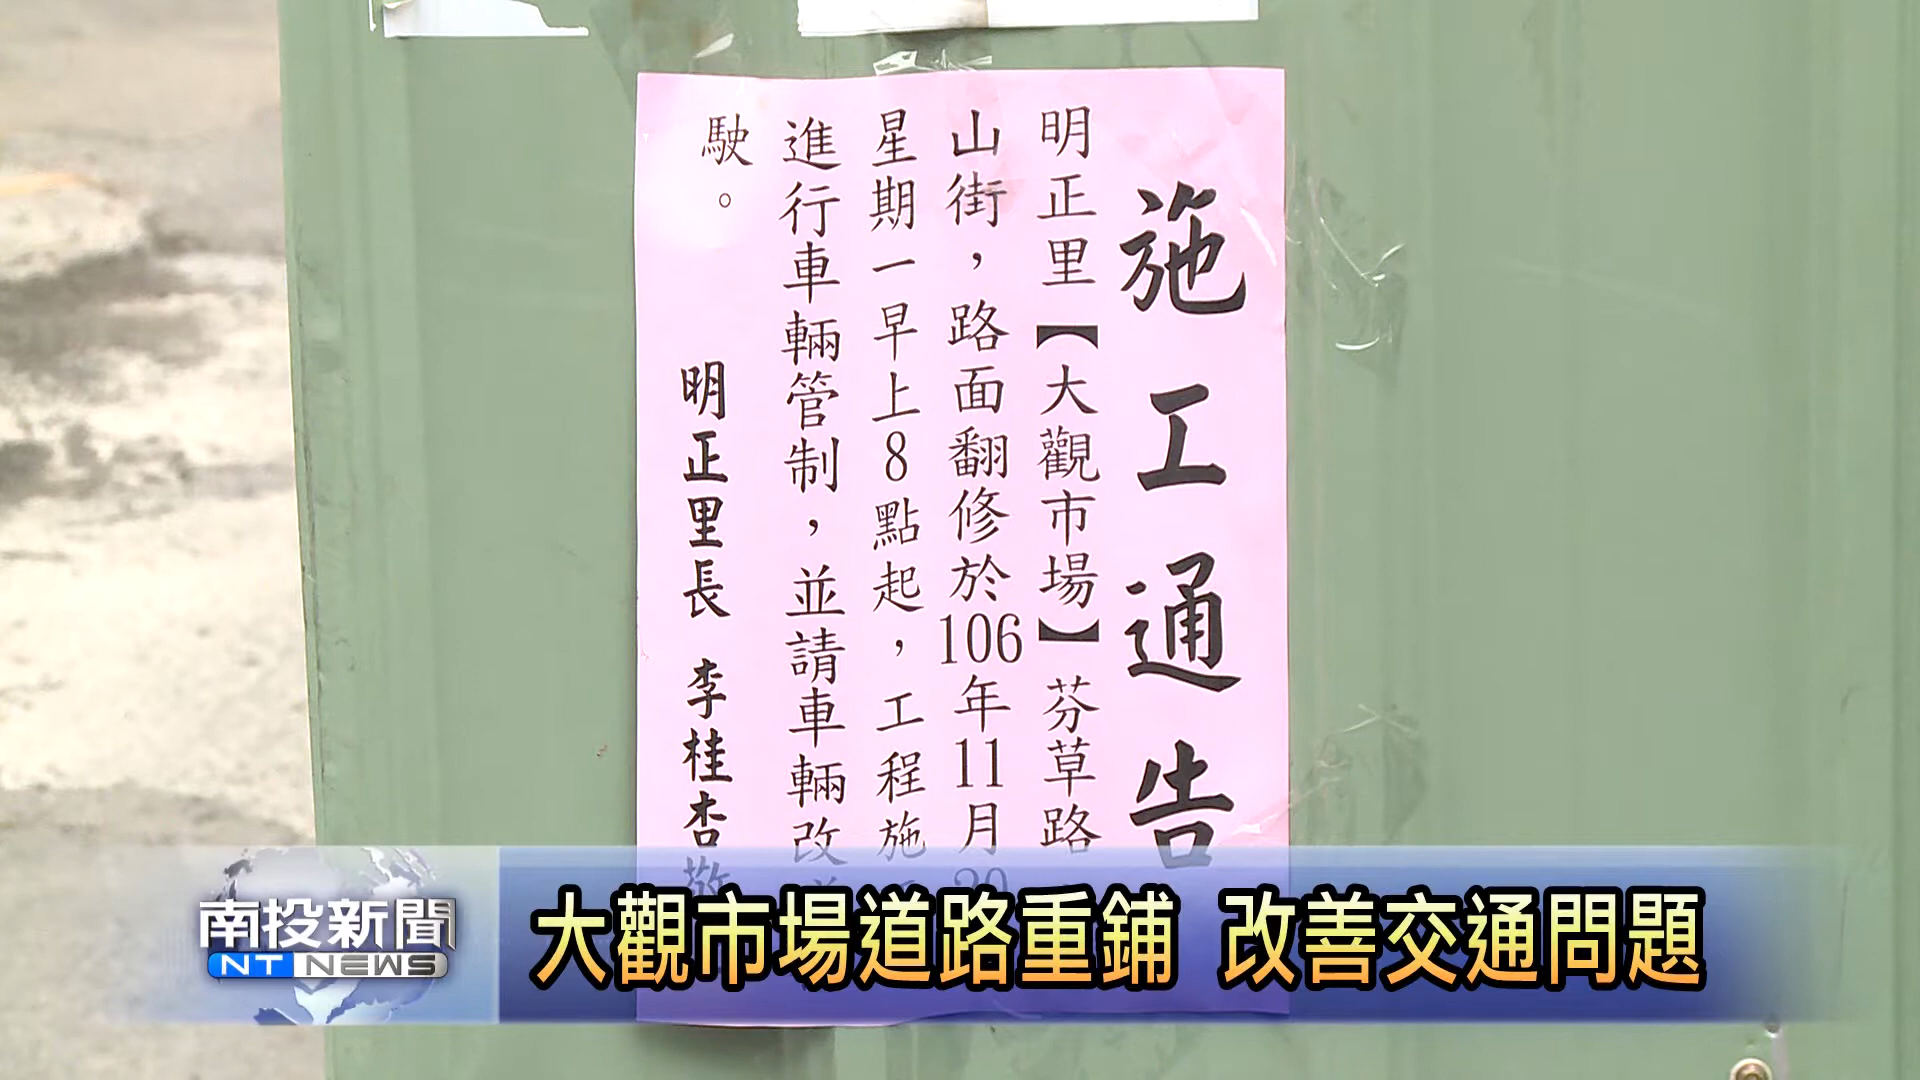 施工通告
明正里【大觀市場】芬草路
山街，路面翻修於106年11月20
星期一早上8點起，工程施
進行車輛管制，並請車輛改
駛。
明正里長 李桂杏敬
南投新聞
NT NEWS
大觀市場道路重鋪 改善交通問題